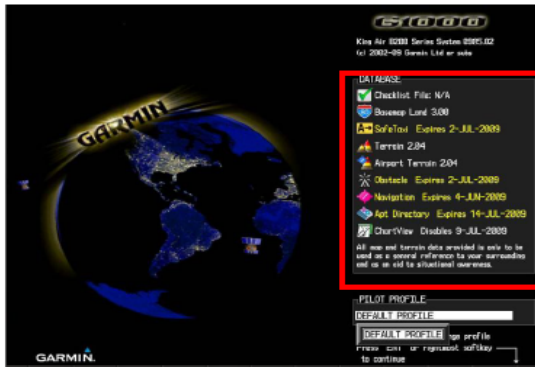 GARMIN
G1000
King Air B200 Series System 0985.02
(c) 2002-09 Garmin Ltd or subs
DATABASE
Checklist File: N/A
Basemap Land 3.00
SafeTaxi Expires 2-JUL-2009
Terrain 2.04
Airport Terrain 2.04
Obstacle Expires 2-JUL-2009
Navigation Expires 4-JUN-2009
Apt Directory Expires 14-JUL-2009
ChartView Disables 9-JUL-2009
All map and terrain data provided is only to be
used as a general reference to your surrounding
and as an aid to situational awareness.
PILOT PROFILE
DEFAULT PROFILE
DEFAULT PROFILE
nge profile
Press 'ENT' or rightmost softkey
to continue
GARMIN.